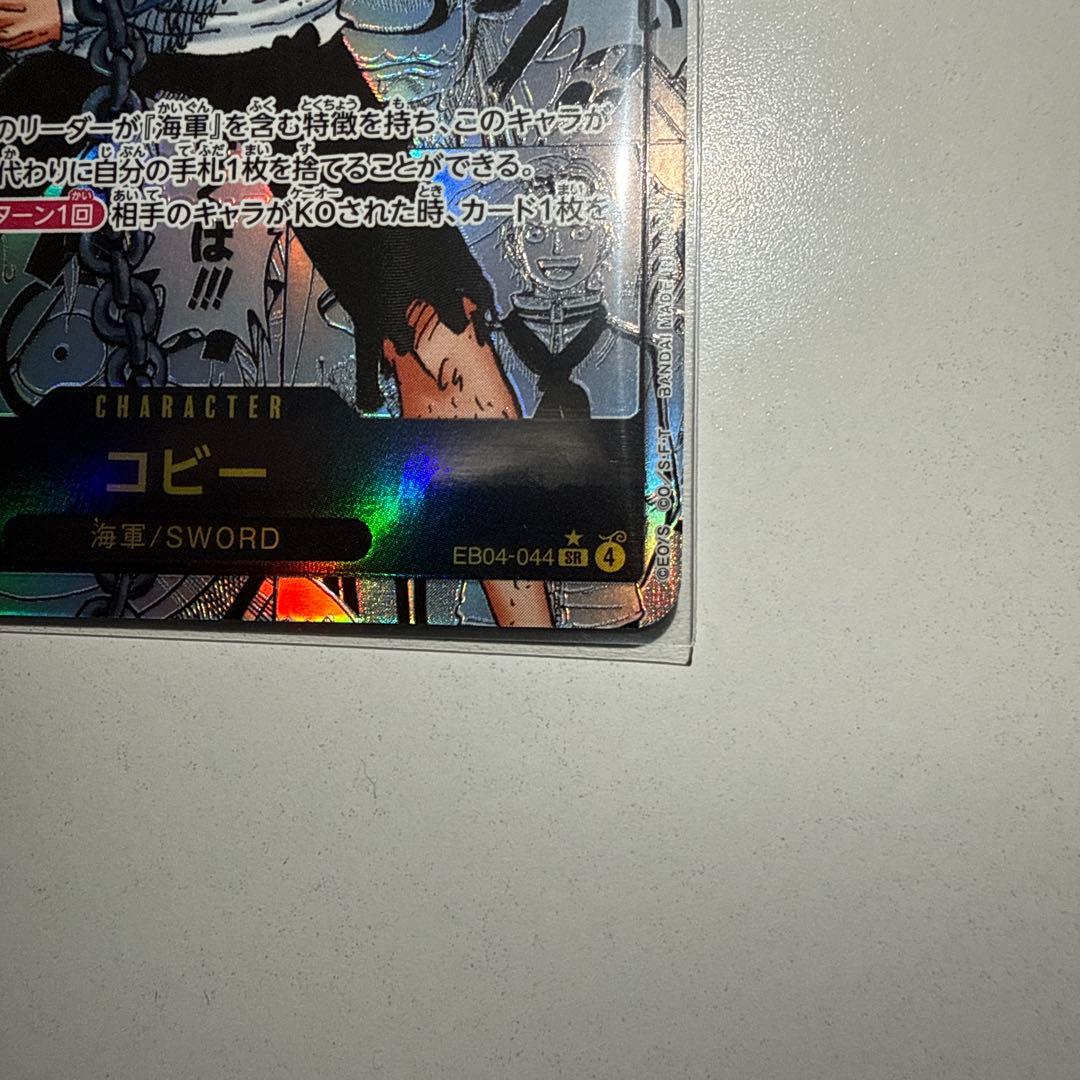 のリーダーが『海軍』を含む特徴を持ち、このキャラが
代わりに自分の手札1枚を捨てることができる。
ターン1回 相手のキャラがKOされた時、カード1枚を
は!!!
CHARACTER
コビー
海軍/SWORD
EB04-044 SR 4
©EO/S. ©O/S.F.T BANDAI MADE IN